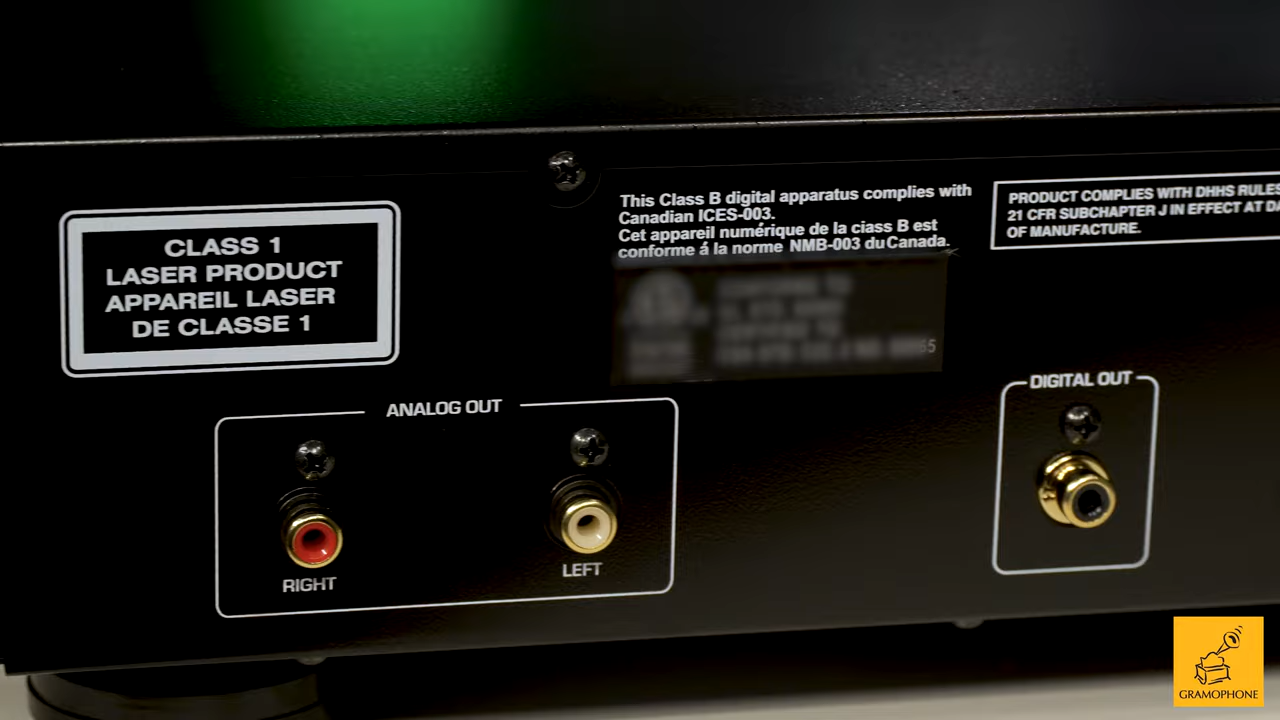 CLASS 1
LASER PRODUCT
APPAREIL LASER
DE CLASSE 1
This Class B digital apparatus complies with
Canadian ICES-003.
Cet appareil numérique de la ciass B est
conforme á la norme NMB-003 du Canada.
PRODUCT COMPLIES WITH DHHS RULES
21 CFR SUBCHAPTER J IN EFFECT AT
OF MANUFACTURE.
ANALOG OUT
RIGHT
LEFT
DIGITAL OUT
GRAMOPHONE